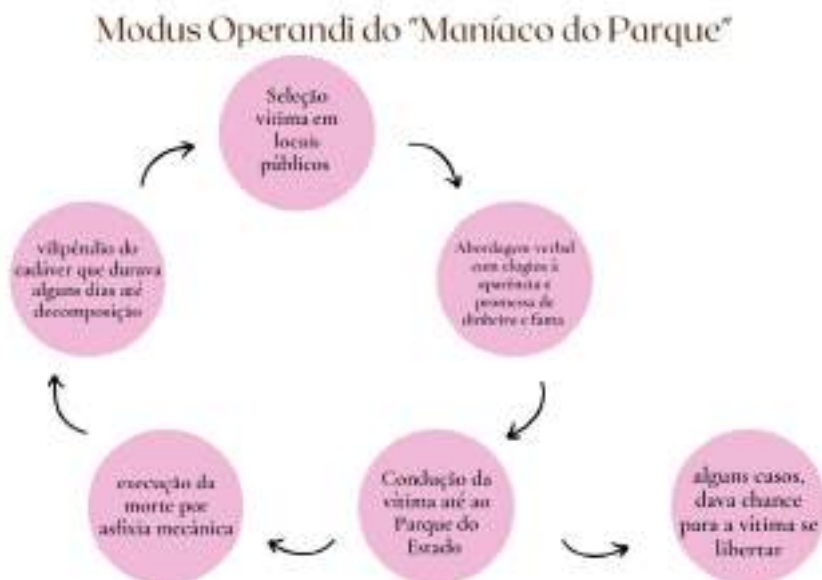 Modus Operandi do "Maníaco do Parque"
Seleção
vítima em
locais
públicos
Abordagem verbal
com elogios à
aparência e
promessa de
dinheiro e fama
Condução da
vítima até ao
Parque do
Estado
alguns casos,
dava chance
para a vítima se
libertar
execução da
morte por
asfixia mecânica
vilipêndio do
cadáver que durava
alguns dias até
decomposição